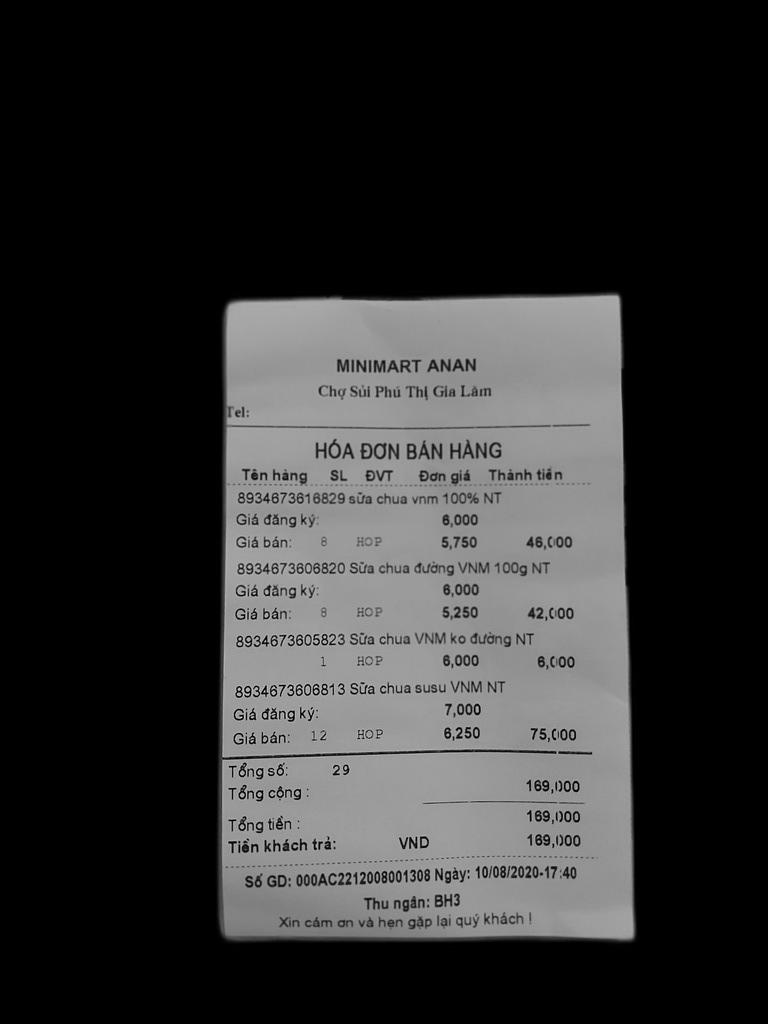 MINIMART ANAN
Chợ Sủi Phú Thị Gia Lâm
Tel:
HÓA ĐƠN BÁN HÀNG
Tên hàng SL ĐVT Đơn giá Thành tiền
8934673616829 sữa chua vnm 100% NT
Giá đăng ký: 6,000
Giá bán: 8 HOP 5,750 46,000
8934673606820 Sữa chua đường VNM 100g NT
Giá đăng ký: 6,000
Giá bán: 8 HOP 5,250 42,000
8934673605823 Sữa chua VNM ko đường NT
1 HOP 6,000 6,000
8934673606813 Sữa chua susu VNM NT
Giá đăng ký: 7,000
Giá bán: 12 HOP 6,250 75,000
Tổng số: 29
Tổng cộng : 169,000
Tổng tiền : 169,000
Tiền khách trả: VND 169,000
Số GD: 000AC2212008001308 Ngày: 10/08/2020-17:40
Thu ngân: BH3
Xin cám ơn và hẹn gặp lại quý khách !